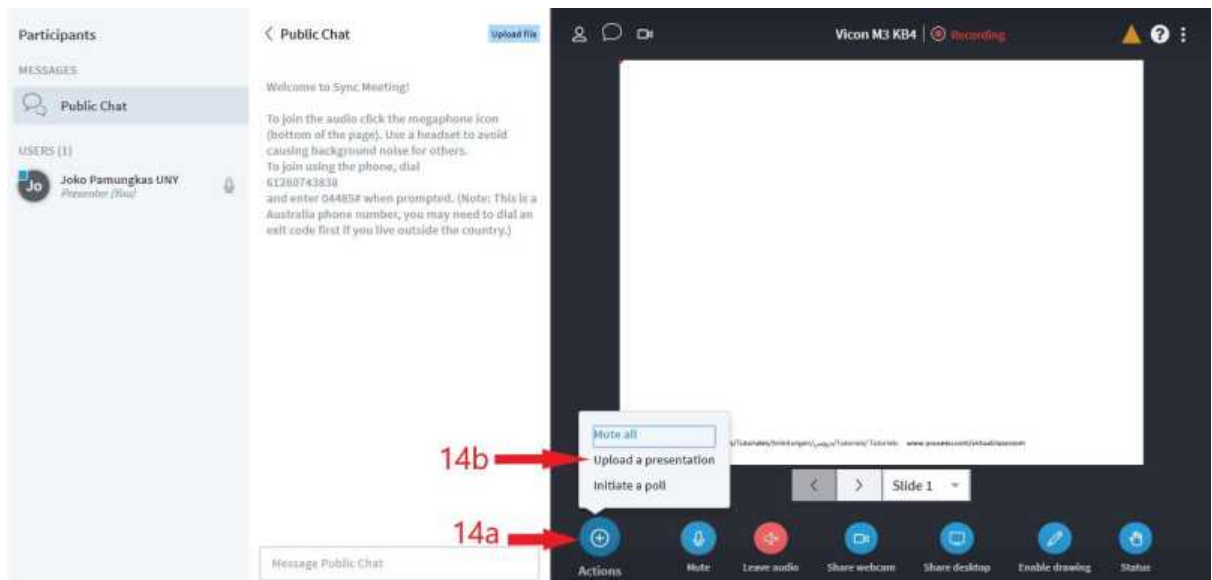 Participants
MESSAGES
Public Chat
USERS (1)
Jo
Joko Pamungkas UNY
Presenter (You)
Public Chat
Upload file
Welcome to Sync Meeting!
To join the audio click the megaphone icon
(bottom of the page). Use a headset to avoid
causing background noise for others.
To join using the phone, dial
61280743838
and enter 04485# when prompted. (Note: This is a
Australia phone number, you may need to dial an
exit code first if you live outside the country.)
Message Public Chat
Vicon M3 KB4
Recording
Mute all
Upload a presentation
Initiate a poll
14b
14a
Slide 1
Actions
Mute
Leave audio
Share webcam
Share desktop
Enable drawing
Status